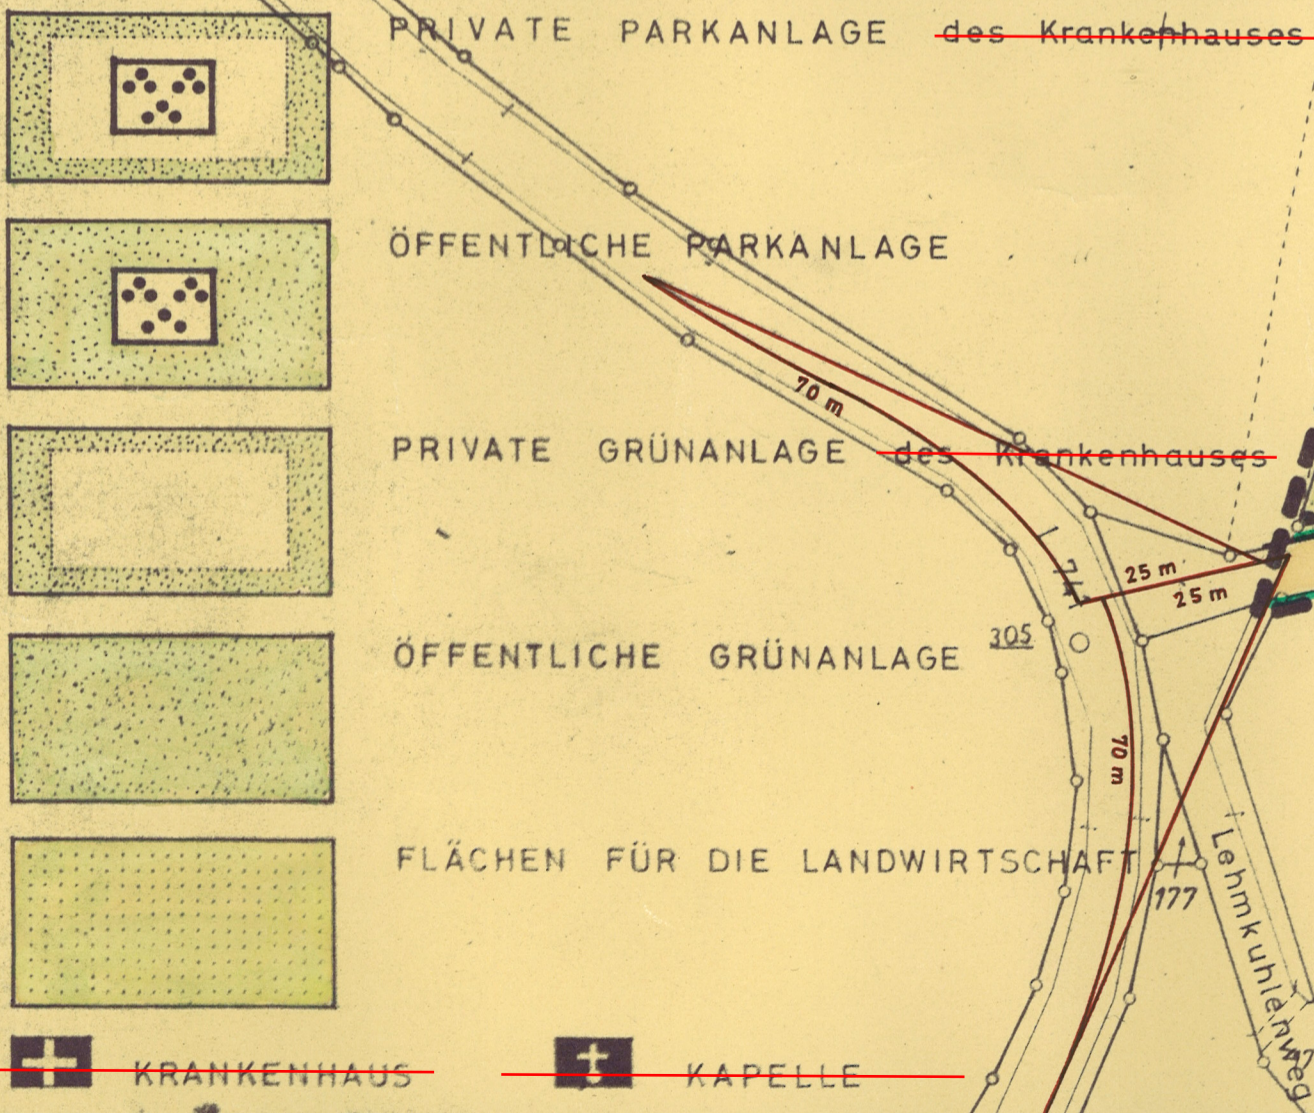 PRIVATE PARKANLAGE des Krankenhauses
ÖFFENTLICHE PARKANLAGE
70 m
PRIVATE GRÜNANLAGE des Krankenhauses
25 m
25 m
305
ÖFFENTLICHE GRÜNANLAGE
70 m
FLÄCHEN FÜR DIE LANDWIRTSCHAFT
177
Lehmkuhlenweg
KRANKENHAUS
KAPELLE